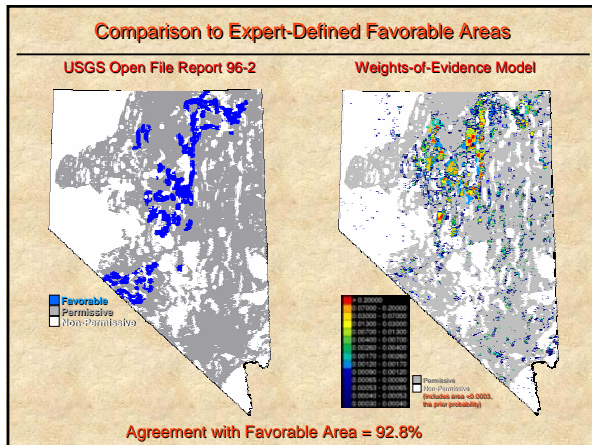 Comparison to Expert-Defined Favorable Areas
USGS Open File Report 96-2
Weights-of-Evidence Model
Favorable
Permissive
Non-Permissive
> 0.20000
0.07000 - 0.20000
0.03000 - 0.07000
0.01300 - 0.03000
0.00700 - 0.01300
0.00400 - 0.00700
0.00260 - 0.00400
0.00170 - 0.00260
0.00120 - 0.00170
0.00090 - 0.00120
0.00065 - 0.00090
0.00053 - 0.00065
0.00040 - 0.00053
0.00030 - 0.00040
Permissive
Non-Permissive
(includes area <0.0003,
the prior probability)
Agreement with Favorable Area = 92.8%